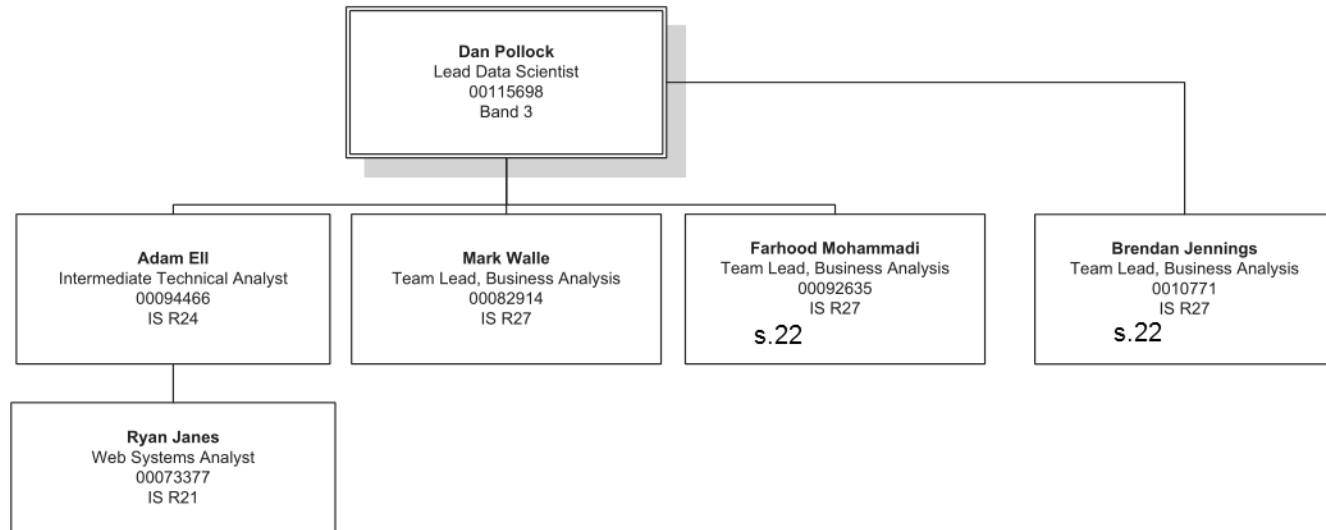 Dan Pollock
Lead Data Scientist
00115698
Band 3
Adam Ell
Intermediate Technical Analyst
00094466
IS R24
Mark Walle
Team Lead, Business Analysis
00082914
IS R27
Farhood Mohammadi
Team Lead, Business Analysis
00092635
IS R27
s.22
Brendan Jennings
Team Lead, Business Analysis
0010771
IS R27
s.22
Ryan Janes
Web Systems Analyst
00073377
IS R21